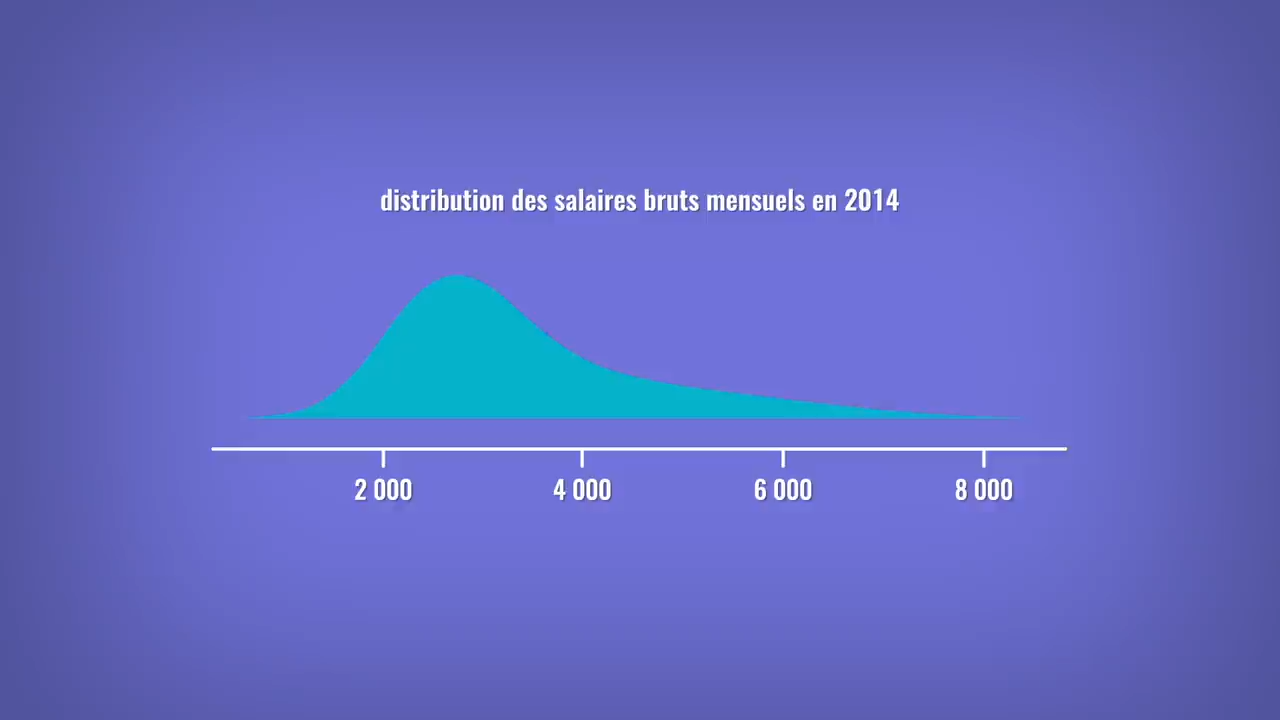 distribution des salaires bruts mensuels en 2014
2 000 4 000 6 000 8 000